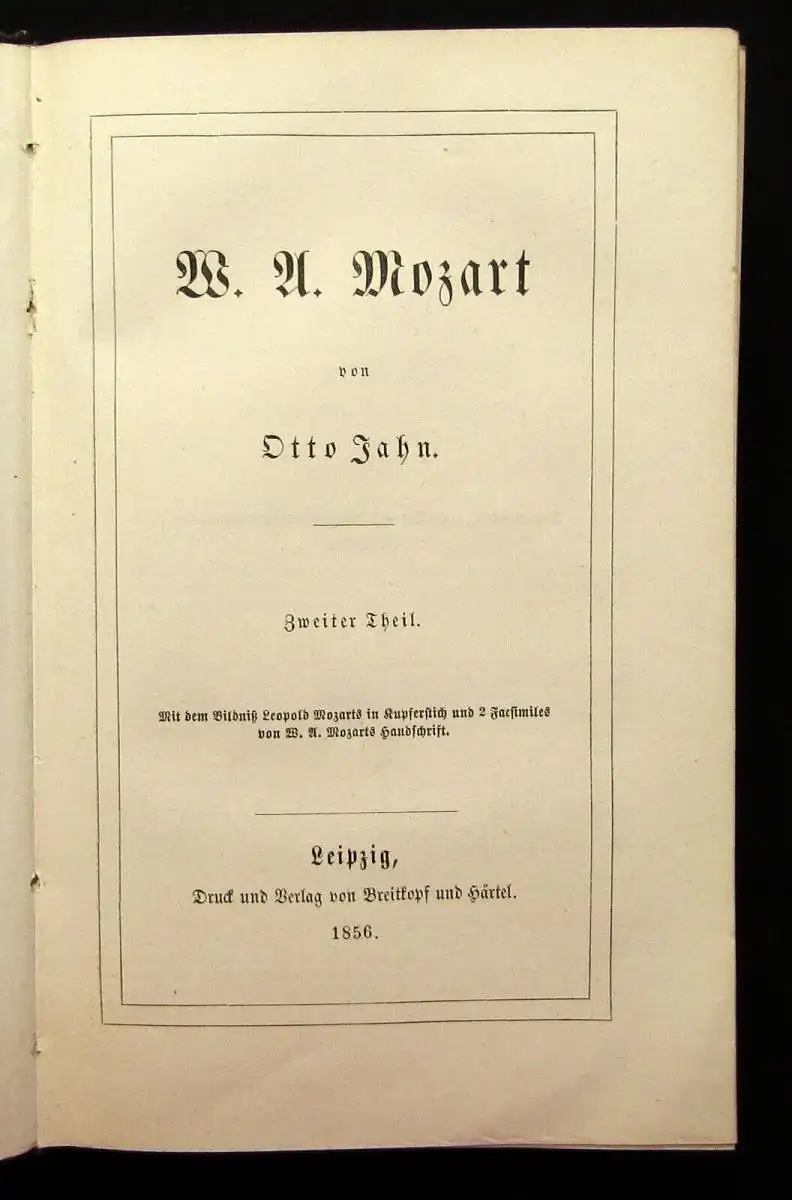 W. A. Mozart
von
Otto Jahn.
Zweiter Theil.
Mit dem Bildniß Leopold Mozarts in Kupferstich und 2 Facsimiles
von W. A. Mozarts Handschrift.
Leipzig,
Druck und Verlag von Breitkopf und Härtel.
1856.